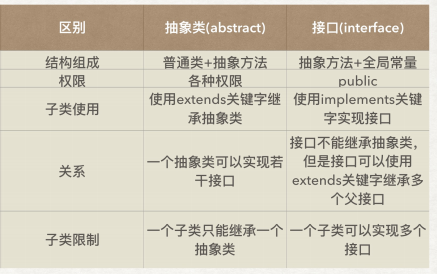 区别 抽象类(abstract) 接口(interface)
结构组成 普通类+抽象方法 抽象方法+全局常量
权限 各种权限 public
子类使用 使用extends关键字继 使用implements关键
承抽象类 字实现接口
关系 一个抽象类可以实现若 接口不能继承抽象类，
干接口 但是接口可以使用
extends关键字继承多
个父接口
子类限制 一个子类只能继承一个 一个子类可以实现多个
抽象类 接口